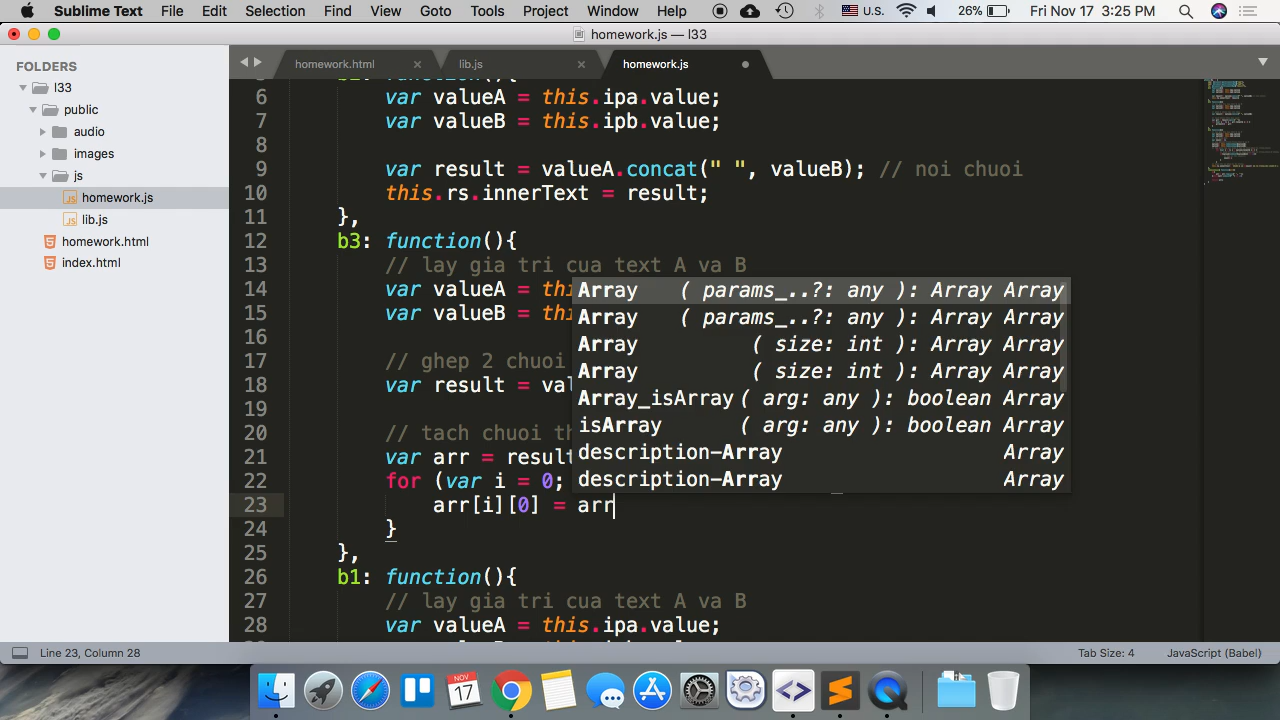 Sublime Text File Edit Selection Find View Goto Tools Project Window Help U.S. 26% Fri Nov 17 3:25 PM
homework.js — l33
FOLDERS
l33
public
audio
images
js
homework.js
lib.js
homework.html
index.html
homework.html × lib.js × homework.js
6 var valueA = this.ipa.value;
7 var valueB = this.ipb.value;
8
9 var result = valueA.concat(" ", valueB); // noi chuoi
10 this.rs.innerText = result;
11 },
12 b3: function(){
13 // lay gia tri cua text A va B
14 var valueA = thi
15 var valueB = thi
16
17 // ghep 2 chuoi
18 var result = val
19
20 // tach chuoi th
21 var arr = result
22 for (var i = 0;
23 arr[i][0] = arr
24 }
25 },
26 b1: function(){
27 // lay gia tri cua text A va B
28 var valueA = this.ipa.value;
Array ( params_..?: any ): Array Array
Array ( params_..?: any ): Array Array
Array ( size: int ): Array Array
Array ( size: int ): Array Array
Array_isArray ( arg: any ): boolean Array
isArray ( arg: any ): boolean Array
description-Array Array
description-Array Array
Line 23, Column 28 Tab Size: 4 JavaScript (Babel)
NOV
17